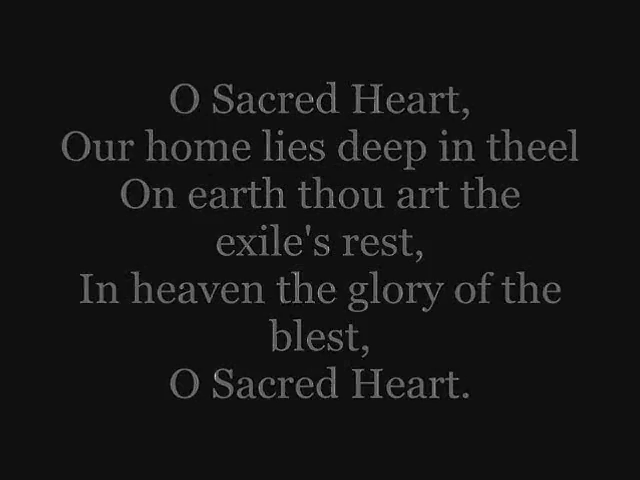 O Sacred Heart,
Our home lies deep in theel
On earth thou art the
exile's rest,
In heaven the glory of the
blest,
O Sacred Heart.